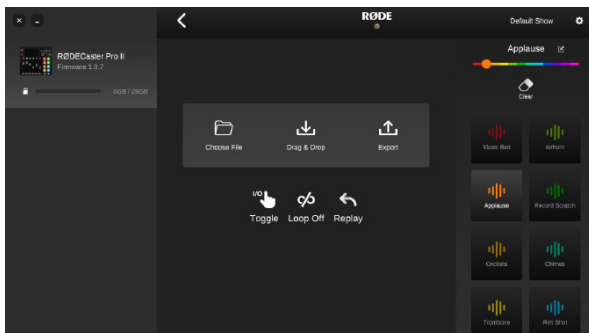 RØDE
Default Show
RØDECaster Pro II
Firmware 1.0.7
0GB / 29GB
Applause
Clear
Choose File
Drag & Drop
Export
I/O
Toggle
Loop Off
Replay
Music Bed
Airhorn
Applause
Record Scratch
Crickets
Chimes
Trombone
Rim Shot